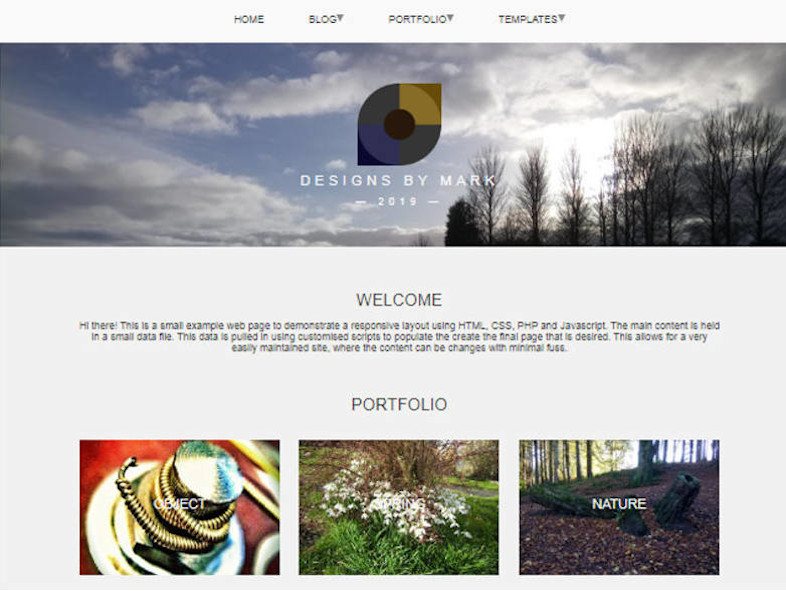 HOME BLOG▼ PORTFOLIO▼ TEMPLATES▼
DESIGNS BY MARK
— 2019 —
WELCOME
Hi there! This is a small example web page to demonstrate a responsive layout using HTML, CSS, PHP and Javascript. The main content is held
in a small data file. This data is pulled in using customised scripts to populate the create the final page that is desired. This allows for a very
easily maintained site, where the content can be changes with minimal fuss.
PORTFOLIO
OBJECT SPRING NATURE